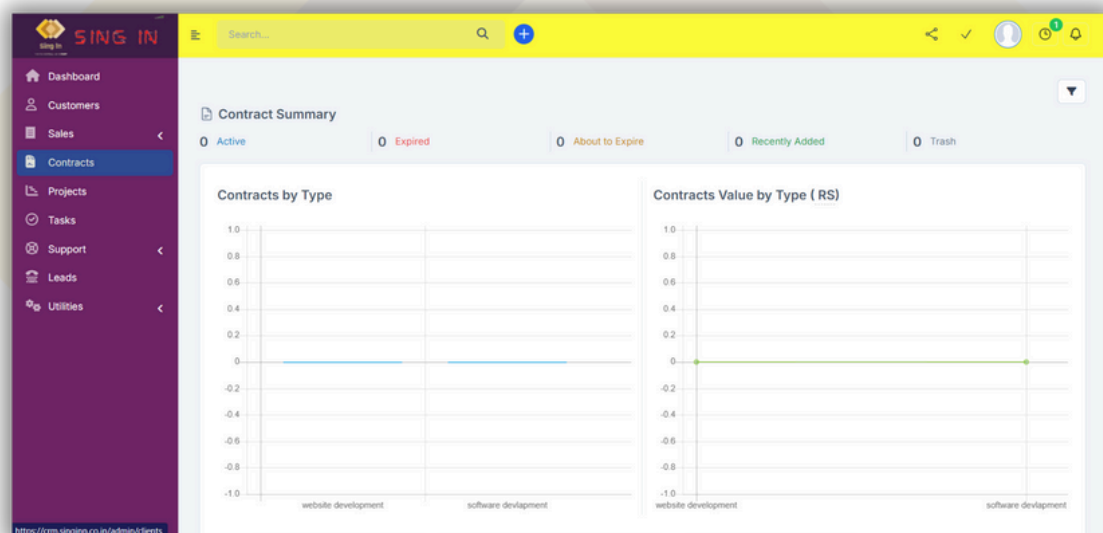 Sing In
SING IN
Search...
1
Dashboard
Customers
Sales
Contracts
Projects
Tasks
Support
Leads
Utilities
Contract Summary
0 Active
0 Expired
0 About to Expire
0 Recently Added
0 Trash
Contracts by Type
1.0
0.8
0.6
0.4
0.2
0
-0.2
-0.4
-0.6
-0.8
-1.0
website development
software devlapment
Contracts Value by Type ( RS)
1.0
0.8
0.6
0.4
0.2
0
-0.2
-0.4
-0.6
-0.8
-1.0
website development
software devlapment
https://crm.singinn.co.in/admin/clients